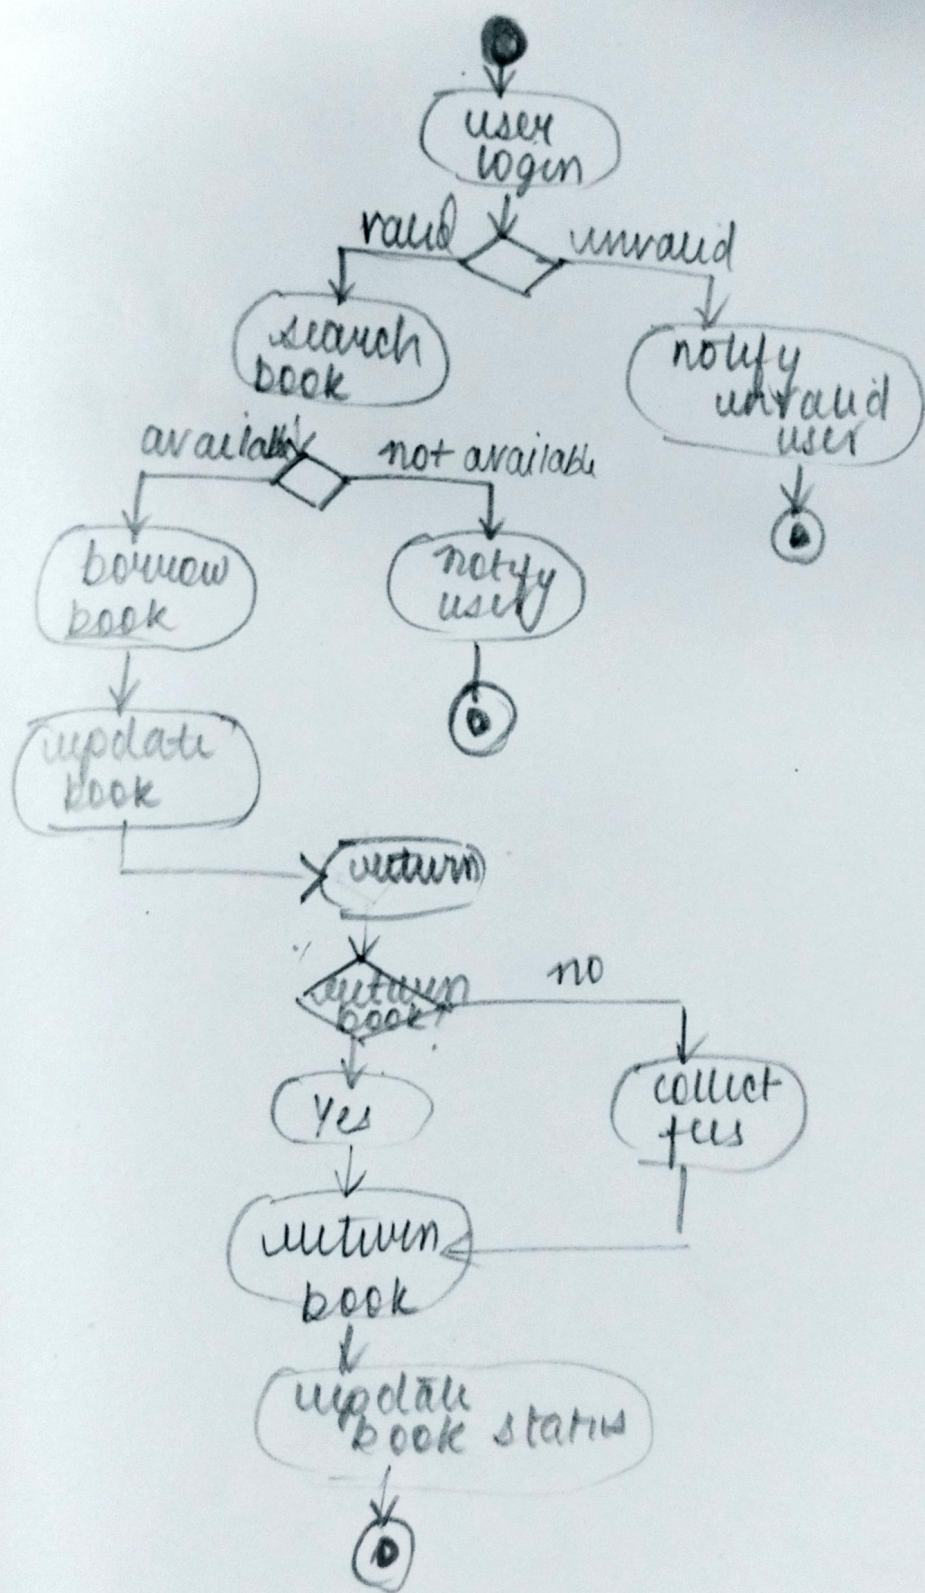 user
login
valid
unvalid
search
book
notify
unvalid
user
available
not available
borrow
book
notify
user
update
book
return
return
book?
no
Yes
collect
fees
return
book
update
book status